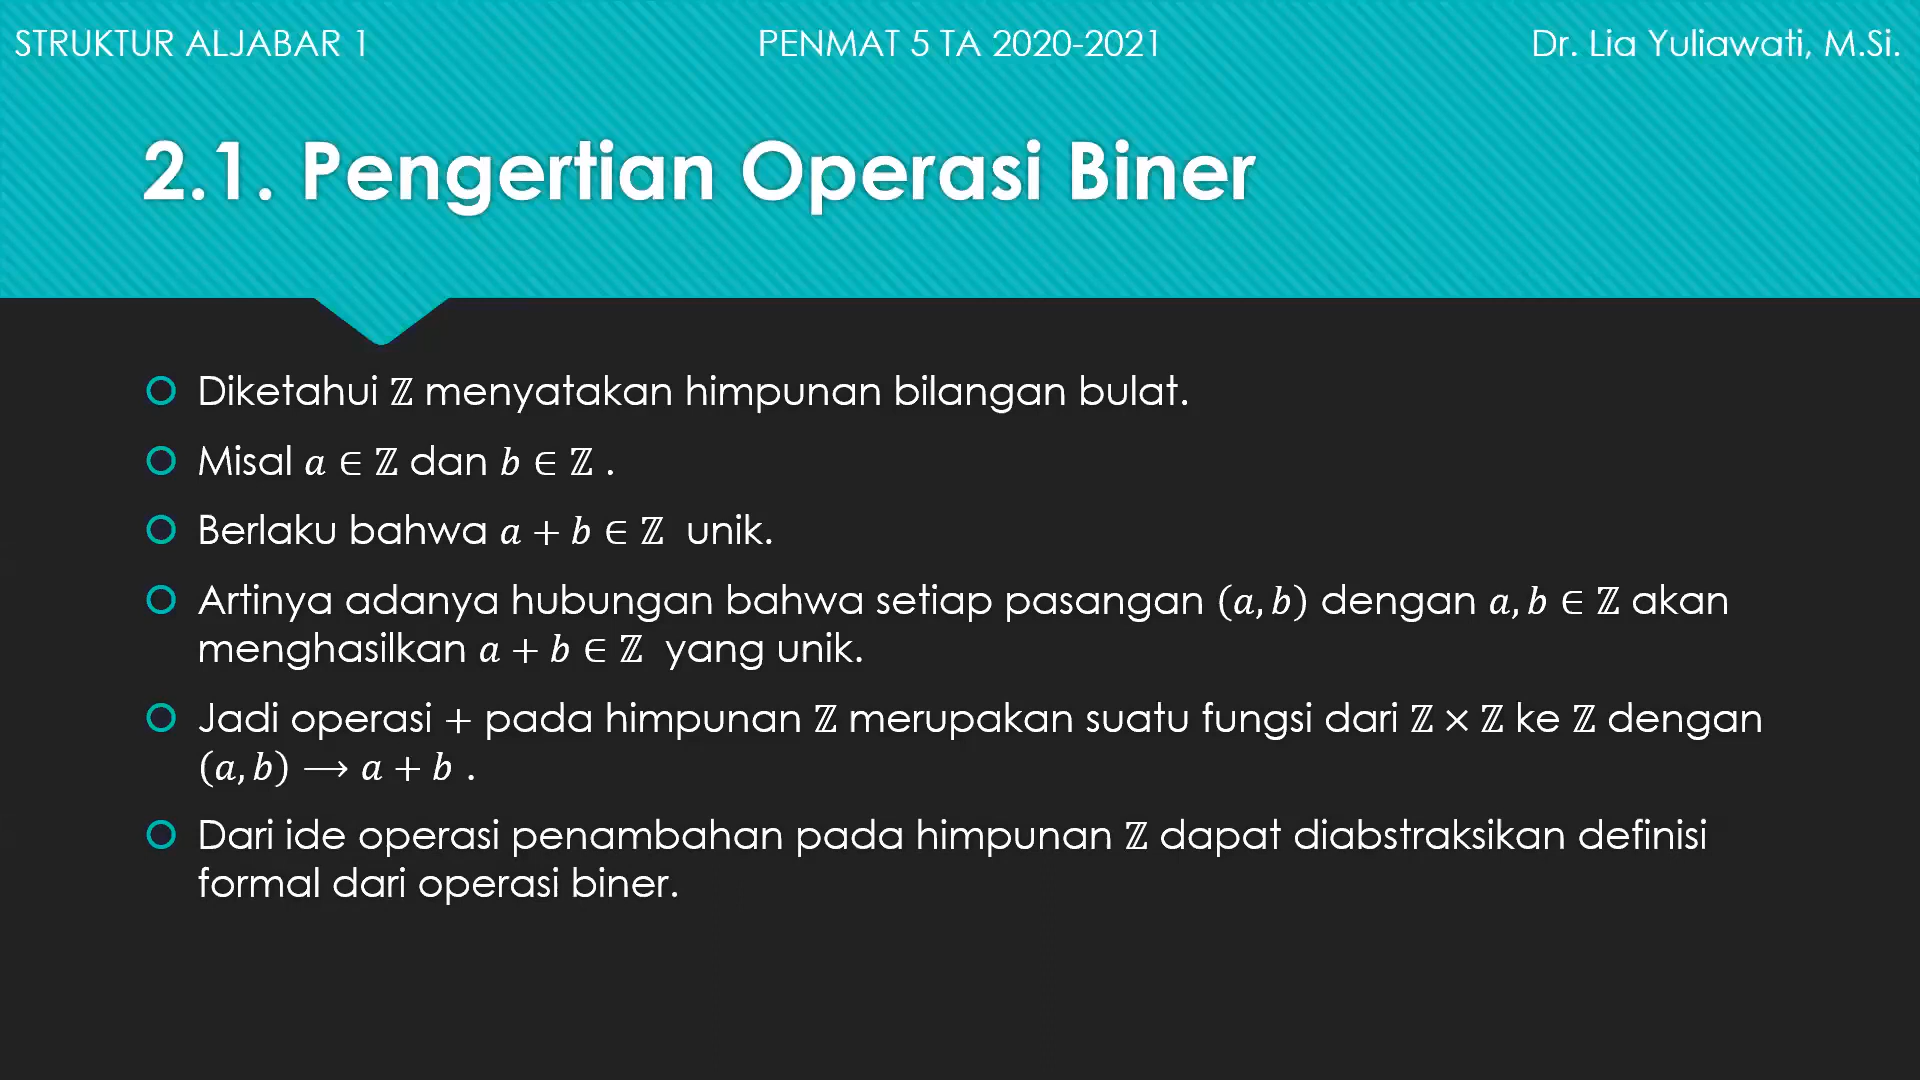 STRUKTUR ALJABAR 1 PENMAT 5 TA 2020-2021 Dr. Lia Yuliawati, M.Si.
2.1. Pengertian Operasi Biner
Diketahui ℤ menyatakan himpunan bilangan bulat.
Misal a ∈ ℤ dan b ∈ ℤ .
Berlaku bahwa a + b ∈ ℤ unik.
Artinya adanya hubungan bahwa setiap pasangan (a, b) dengan a, b ∈ ℤ akan
menghasilkan a + b ∈ ℤ yang unik.
Jadi operasi + pada himpunan ℤ merupakan suatu fungsi dari ℤ × ℤ ke ℤ dengan
(a, b) ⟶ a + b .
Dari ide operasi penambahan pada himpunan ℤ dapat diabstraksikan definisi
formal dari operasi biner.